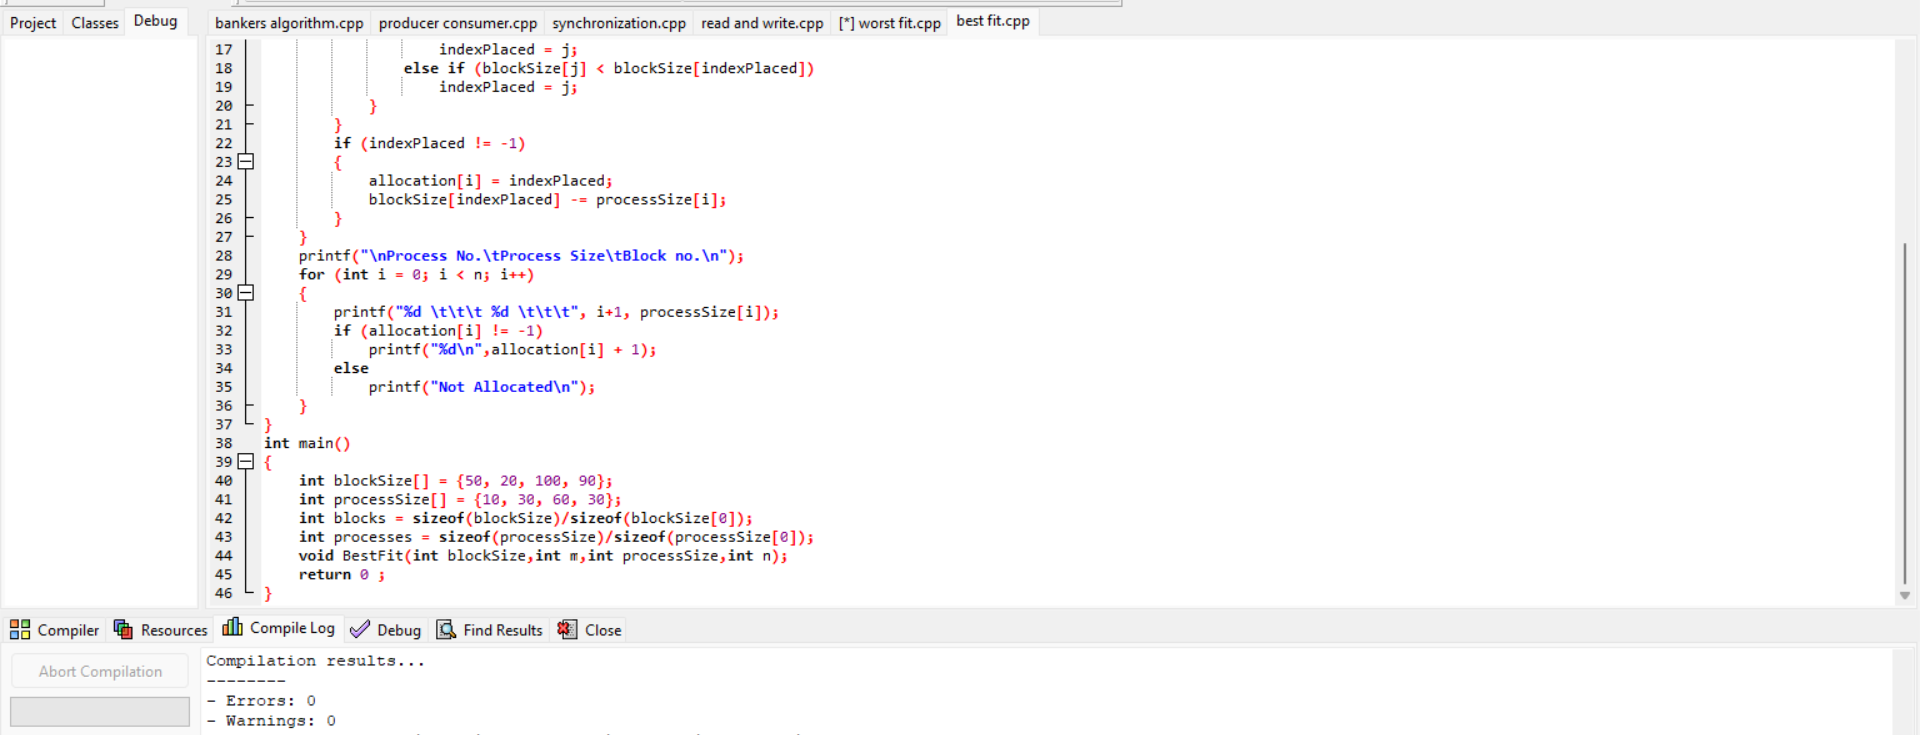 Project Classes Debug
bankers algorithm.cpp producer consumer.cpp synchronization.cpp read and write.cpp [*] worst fit.cpp best fit.cpp
17 indexPlaced = j;
18 else if (blockSize[j] < blockSize[indexPlaced])
19 indexPlaced = j;
20 }
21 }
22 if (indexPlaced != -1)
23 {
24 allocation[i] = indexPlaced;
25 blockSize[indexPlaced] -= processSize[i];
26 }
27 }
28 printf("\nProcess No.\tProcess Size\tBlock no.\n");
29 for (int i = 0; i < n; i++)
30 {
31 printf("%d \t\t\t %d \t\t\t", i+1, processSize[i]);
32 if (allocation[i] != -1)
33 printf("%d\n",allocation[i] + 1);
34 else
35 printf("Not Allocated\n");
36 }
37 }
38 int main()
39 {
40 int blockSize[] = {50, 20, 100, 90};
41 int processSize[] = {10, 30, 60, 30};
42 int blocks = sizeof(blockSize)/sizeof(blockSize[0]);
43 int processes = sizeof(processSize)/sizeof(processSize[0]);
44 void BestFit(int blockSize,int m,int processSize,int n);
45 return 0 ;
46 }
Compiler Resources Compile Log Debug Find Results Close
Abort Compilation
Compilation results...
--------
- Errors: 0
- Warnings: 0